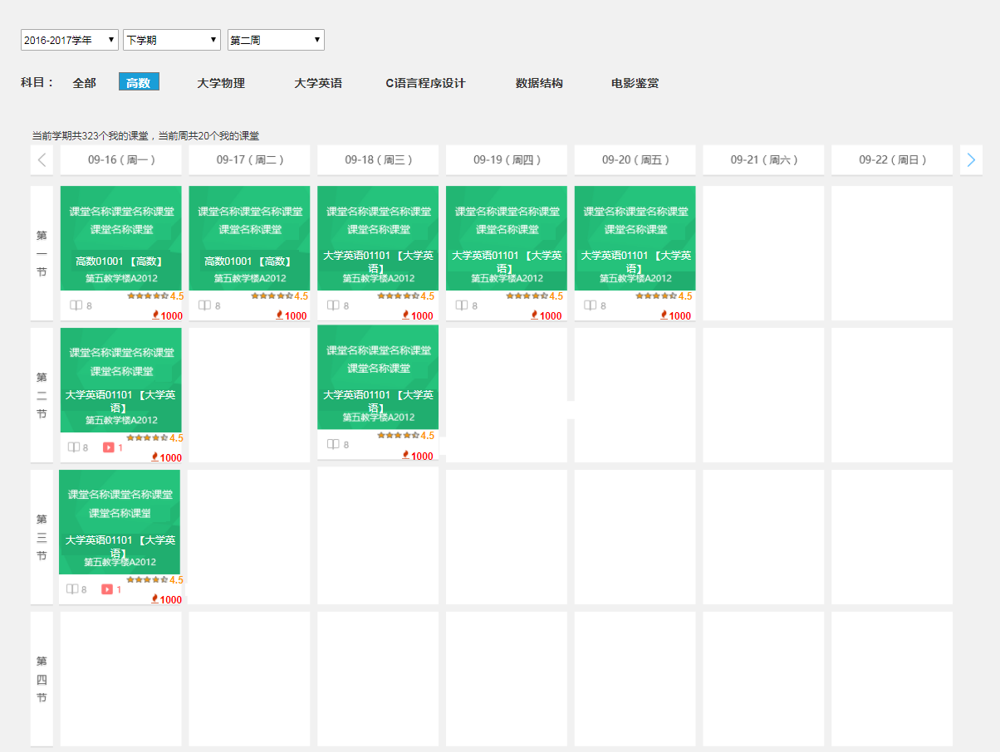 2016-2017学年 下学期 第二周
科目： 全部 高数 大学物理 大学英语 C语言程序设计 数据结构 电影鉴赏
当前学期共323个我的课堂，当前周共20个我的课堂
09-16 ( 周一 ) 09-17 ( 周二 ) 09-18 ( 周三 ) 09-19 ( 周四 ) 09-20 ( 周五 ) 09-21 ( 周六 ) 09-22 ( 周日 )
第一节
课堂名称课堂名称课堂
课堂名称课堂
高数01001 【高数】
第五教学楼A2012
8 4.5
1000
课堂名称课堂名称课堂
课堂名称课堂
高数01001 【高数】
第五教学楼A2012
8 4.5
1000
课堂名称课堂名称课堂
课堂名称课堂
大学英语01101 【大学英
语】
第五教学楼A2012
8 4.5
1000
课堂名称课堂名称课堂
课堂名称课堂
大学英语01101 【大学英
语】
第五教学楼A2012
8 4.5
1000
课堂名称课堂名称课堂
课堂名称课堂
大学英语01101 【大学英
语】
第五教学楼A2012
8 4.5
1000
第二节
课堂名称课堂名称课堂
课堂名称课堂
大学英语01101 【大学英
语】
第五教学楼A2012
8 1 4.5
1000
课堂名称课堂名称课堂
课堂名称课堂
大学英语01101 【大学英
语】
第五教学楼A2012
8 4.5
1000
第三节
课堂名称课堂名称课堂
课堂名称课堂
大学英语01101 【大学英
语】
第五教学楼A2012
8 1 4.5
1000
第四节